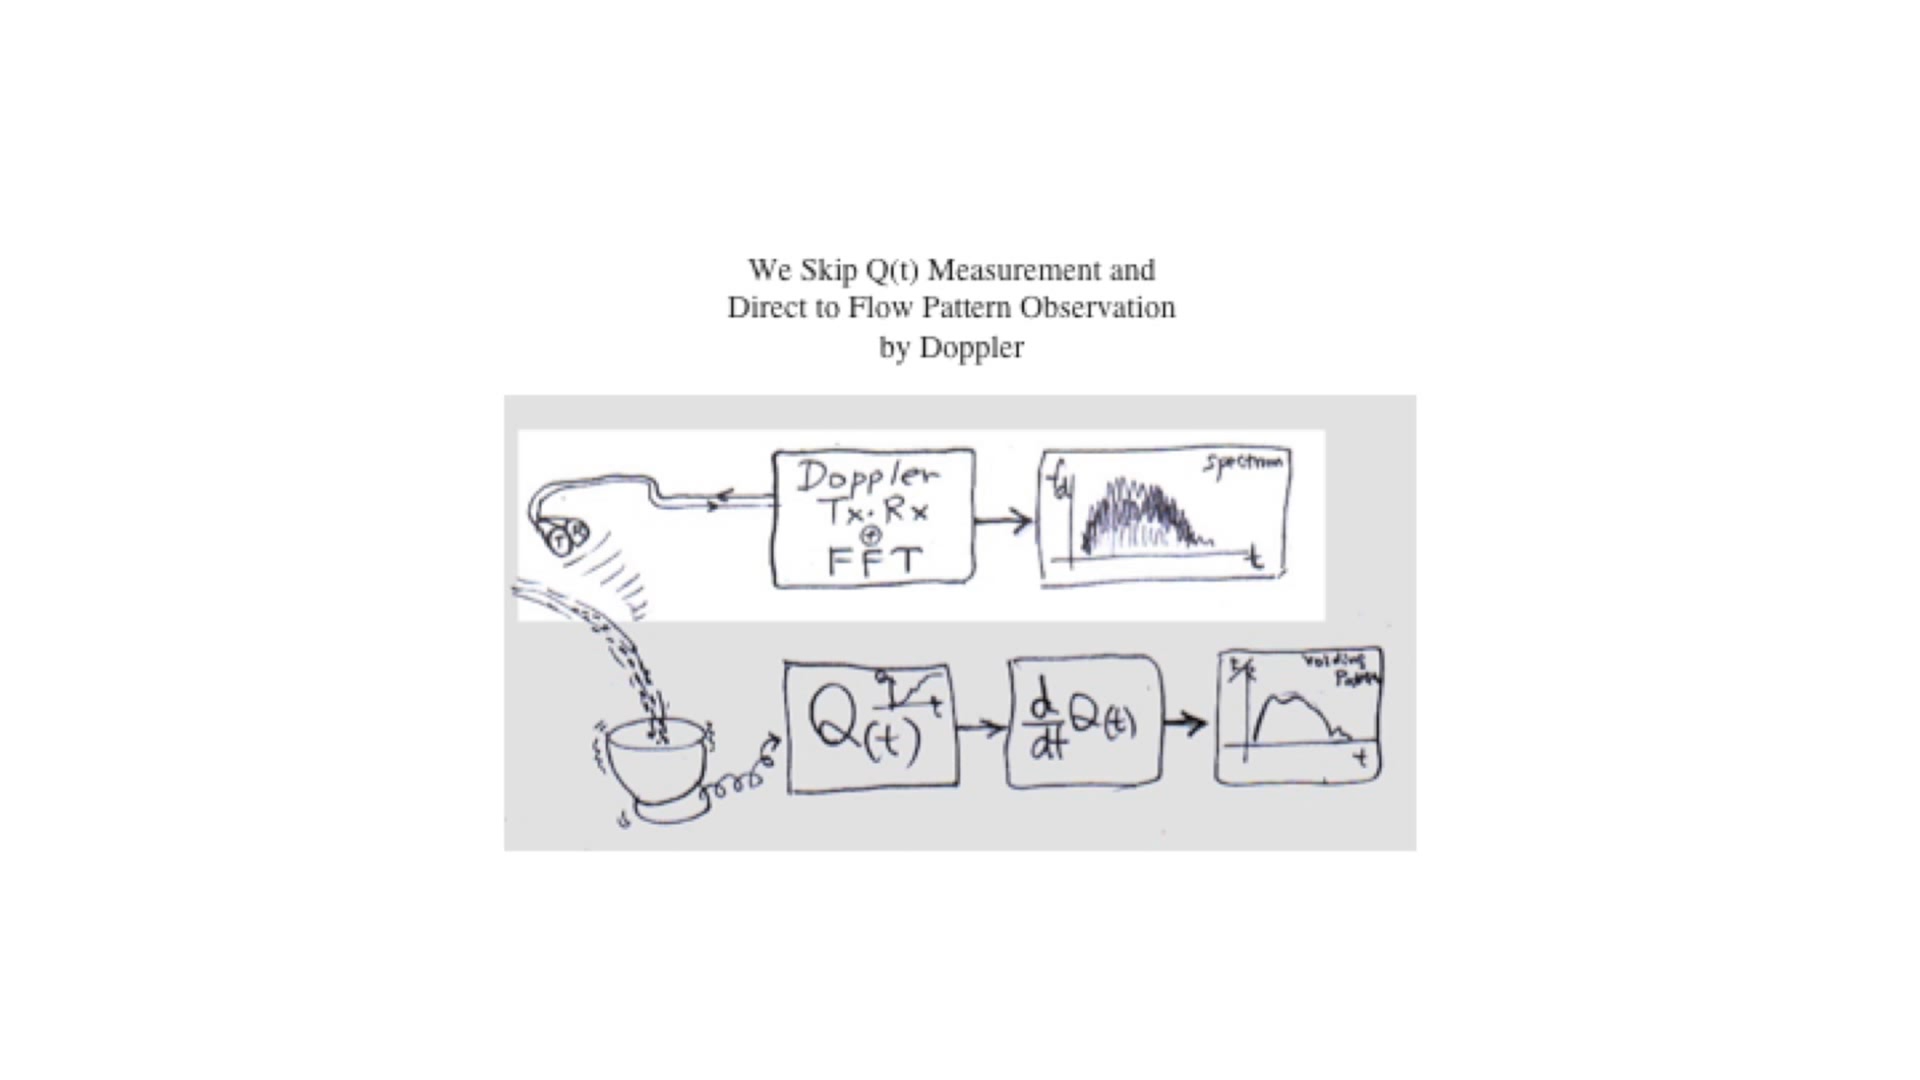 We Skip Q(t) Measurement and
Direct to Flow Pattern Observation
by Doppler
Doppler
Tx. Rx
+
FFT
fd
spectrum
t
T
Q(t)
Q
t
d/dt Q(t)
Voiding
t